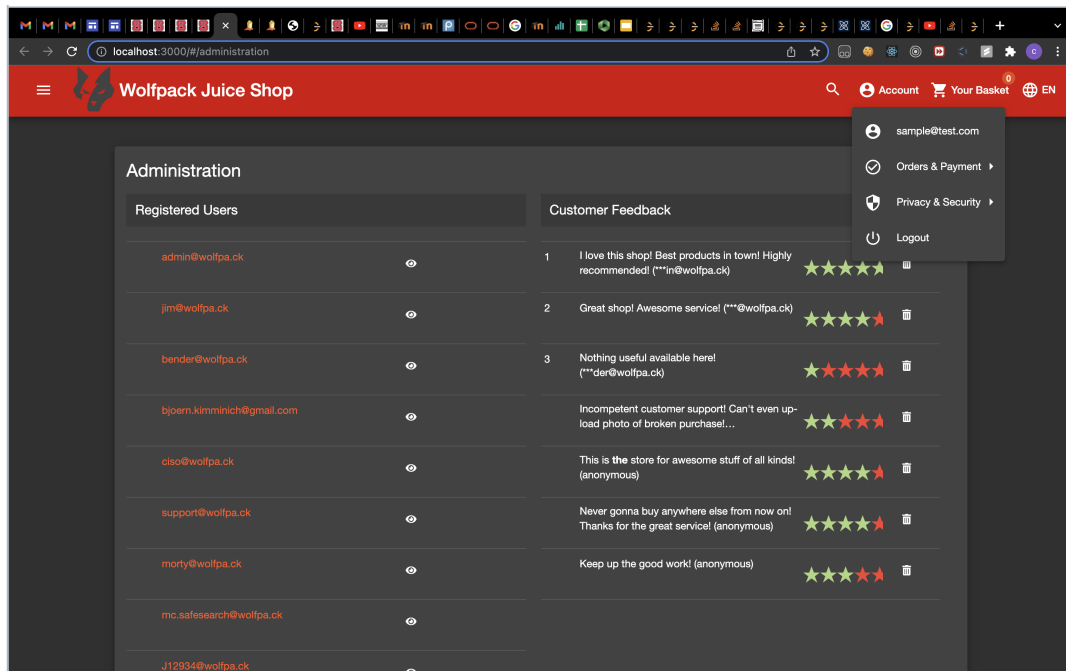 localhost:3000/#/administration
Wolfpack Juice Shop
Account
0
Your Basket
EN
sample@test.com
Orders & Payment
Privacy & Security
Logout
Administration
Registered Users
admin@wolfpa.ck
jim@wolfpa.ck
bender@wolfpa.ck
bjoern.kimminich@gmail.com
ciso@wolfpa.ck
support@wolfpa.ck
morty@wolfpa.ck
mc.safesearch@wolfpa.ck
J12934@wolfpa.ck
Customer Feedback
1
I love this shop! Best products in town! Highly
recommended! (***in@wolfpa.ck)
2
Great shop! Awesome service! (***@wolfpa.ck)
3
Nothing useful available here!
(***der@wolfpa.ck)
Incompetent customer support! Can't even up-
load photo of broken purchase!…
This is the store for awesome stuff of all kinds!
(anonymous)
Never gonna buy anywhere else from now on!
Thanks for the great service! (anonymous)
Keep up the good work! (anonymous)